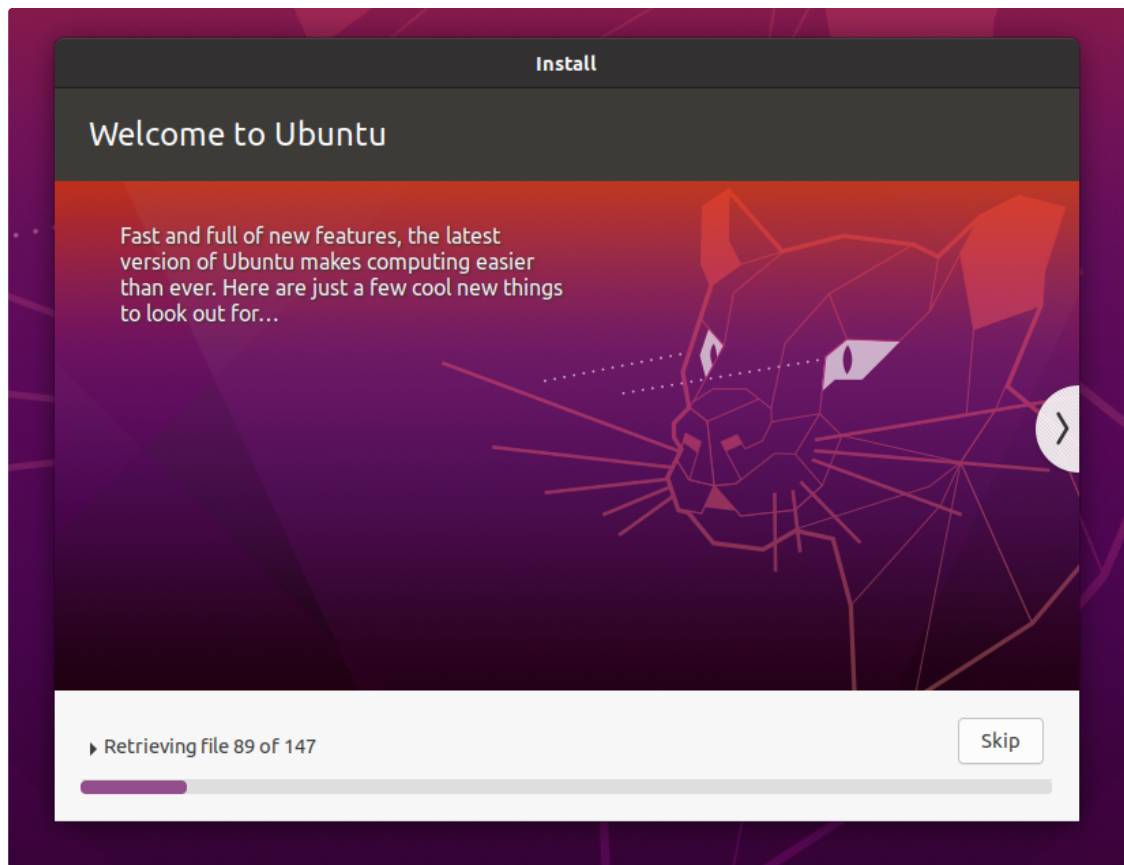 Install
Welcome to Ubuntu
Fast and full of new features, the latest
version of Ubuntu makes computing easier
than ever. Here are just a few cool new things
to look out for…
Retrieving file 89 of 147
Skip